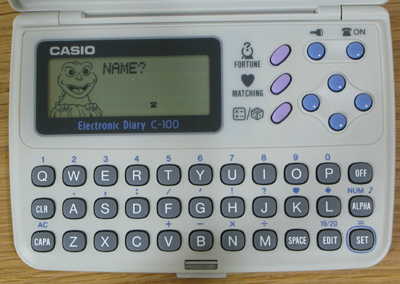 CASIO
NAME?
Electronic Diary C-100
ON
FORTUNE
MATCHING
1 2 3 4 5 6 7 8 9 0
Q W E R T Y U I O P OFF
. , : ; / ' ! ? ♥ ♣ NUM ♪
CLR A S D F G H J K L ALPHA
AC + - × ÷ 19/20 =
CAPA Z X C V B N M SPACE EDIT SET